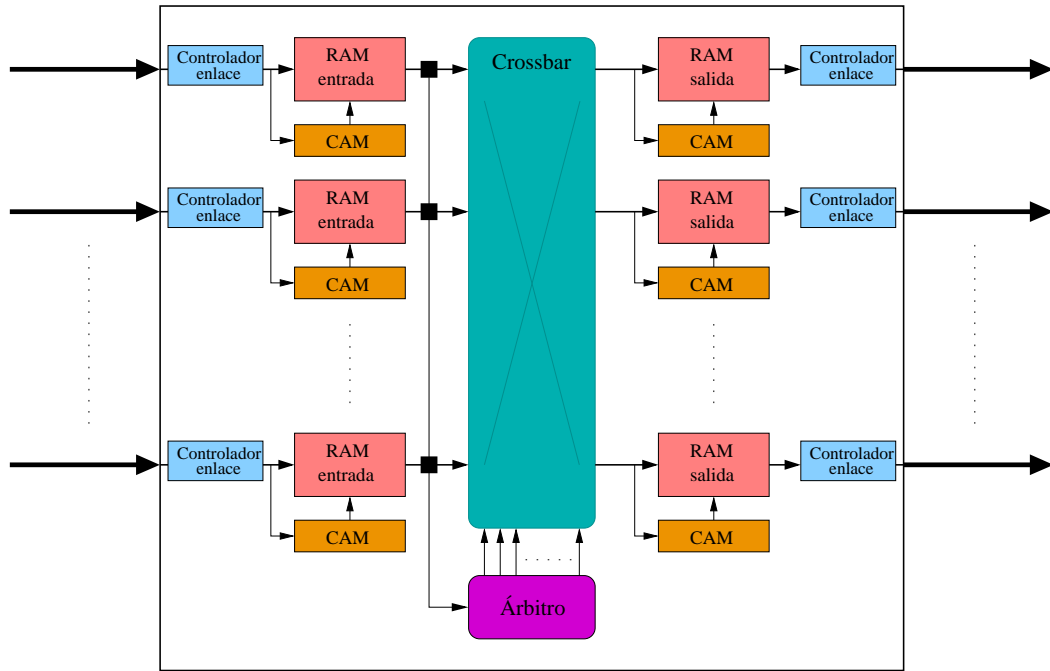 Controlador
enlace
RAM
entrada
CAM
Crossbar
RAM
salida
CAM
Controlador
enlace
Controlador
enlace
RAM
entrada
CAM
RAM
salida
CAM
Controlador
enlace
Controlador
enlace
RAM
entrada
CAM
RAM
salida
CAM
Controlador
enlace
Árbitro